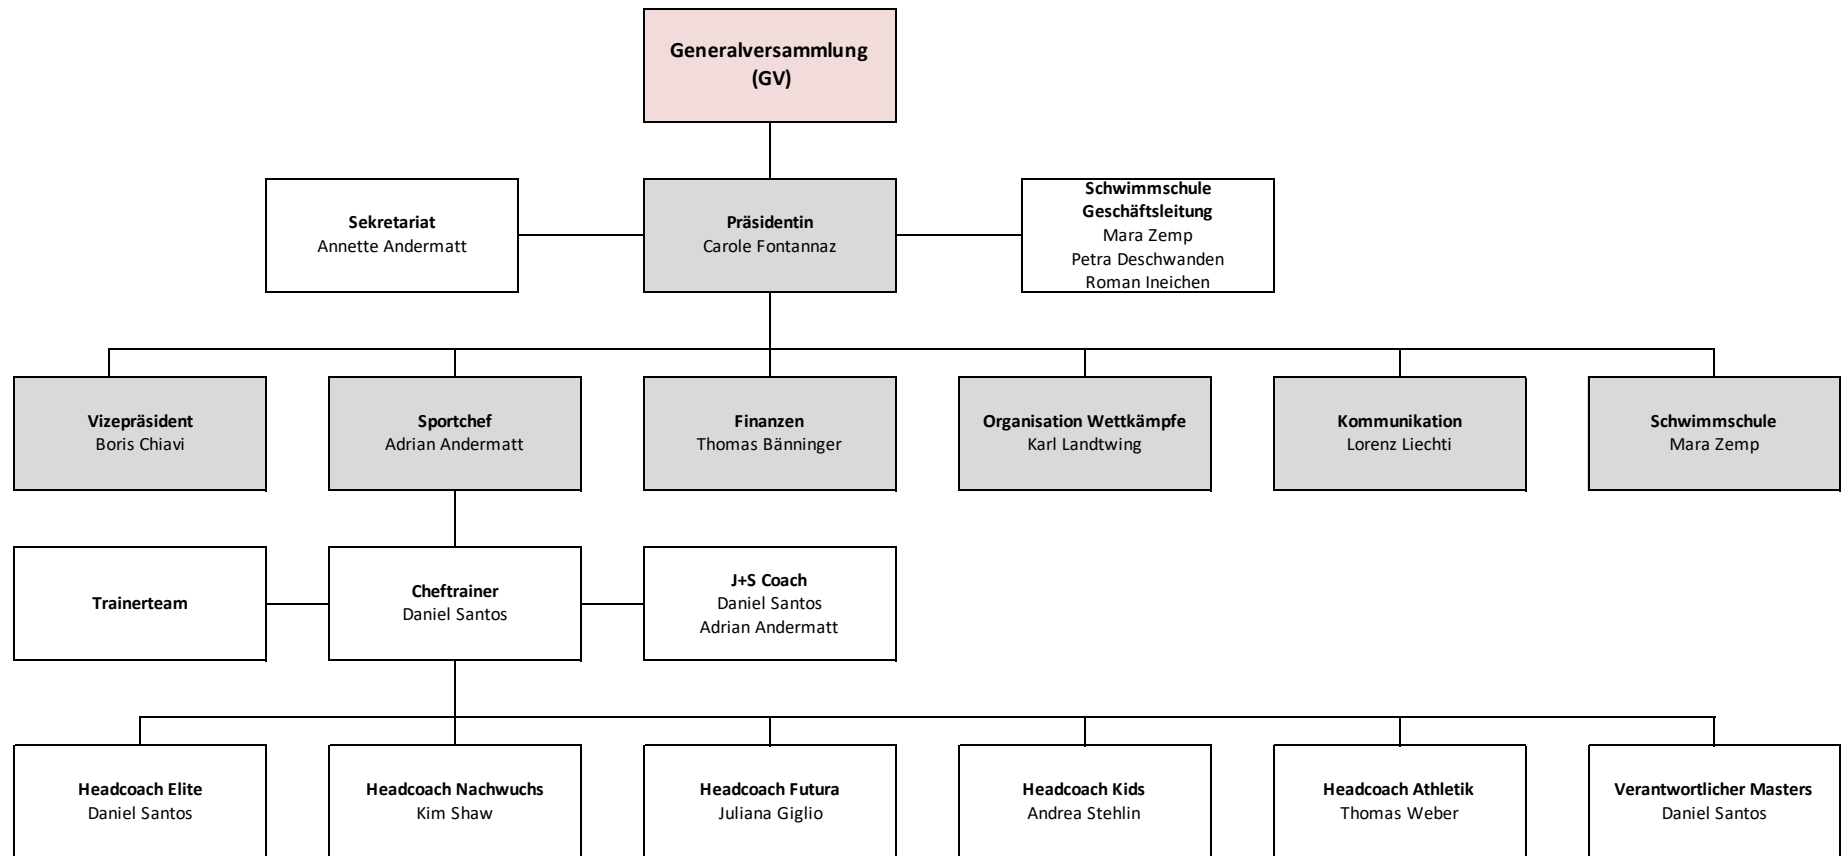 Generalversammlung
(GV)
Sekretariat
Annette Andermatt
Präsidentin
Carole Fontannaz
Schwimmschule
Geschäftsleitung
Mara Zemp
Petra Deschwanden
Roman Ineichen
Vizepräsident
Boris Chiavi
Sportchef
Adrian Andermatt
Finanzen
Thomas Bänninger
Organisation Wettkämpfe
Karl Landtwing
Kommunikation
Lorenz Liechti
Schwimmschule
Mara Zemp
Trainerteam
Cheftrainer
Daniel Santos
J+S Coach
Daniel Santos
Adrian Andermatt
Headcoach Elite
Daniel Santos
Headcoach Nachwuchs
Kim Shaw
Headcoach Futura
Juliana Giglio
Headcoach Kids
Andrea Stehlin
Headcoach Athletik
Thomas Weber
Verantwortlicher Masters
Daniel Santos